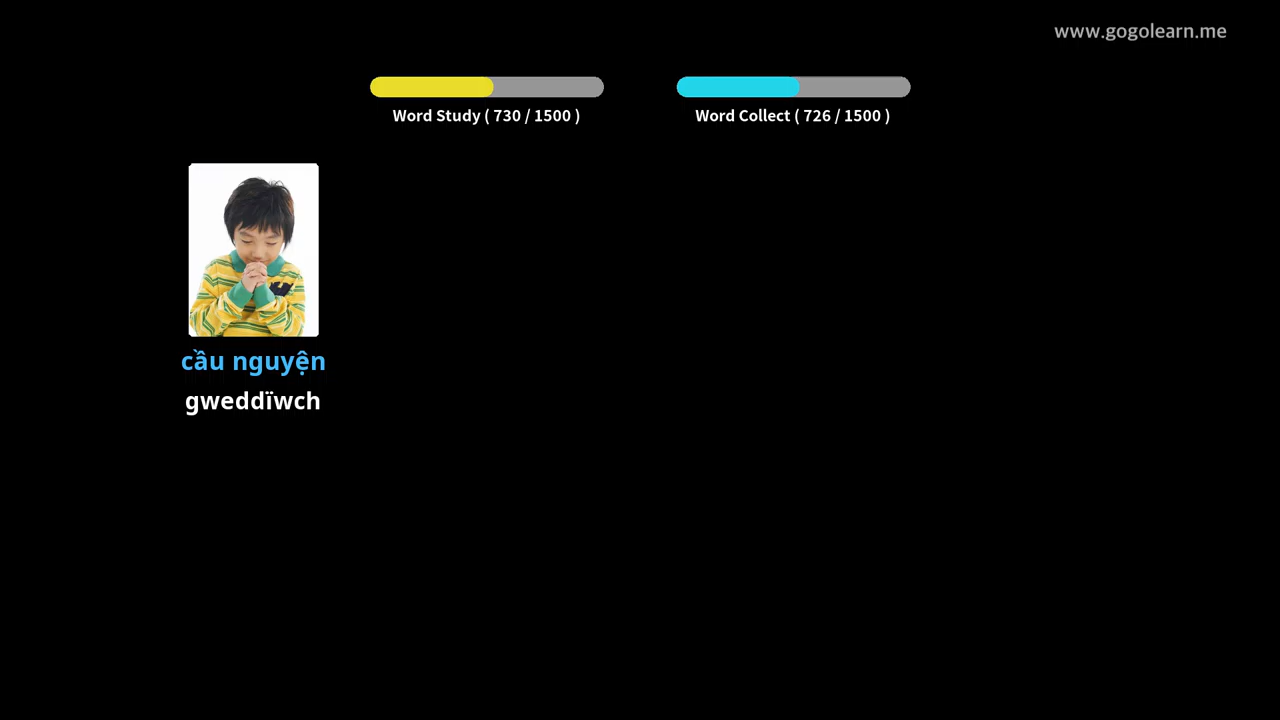 www.gogolearn.me
Word Study ( 730 / 1500 )
Word Collect ( 726 / 1500 )
cầu nguyện
gweddïwch